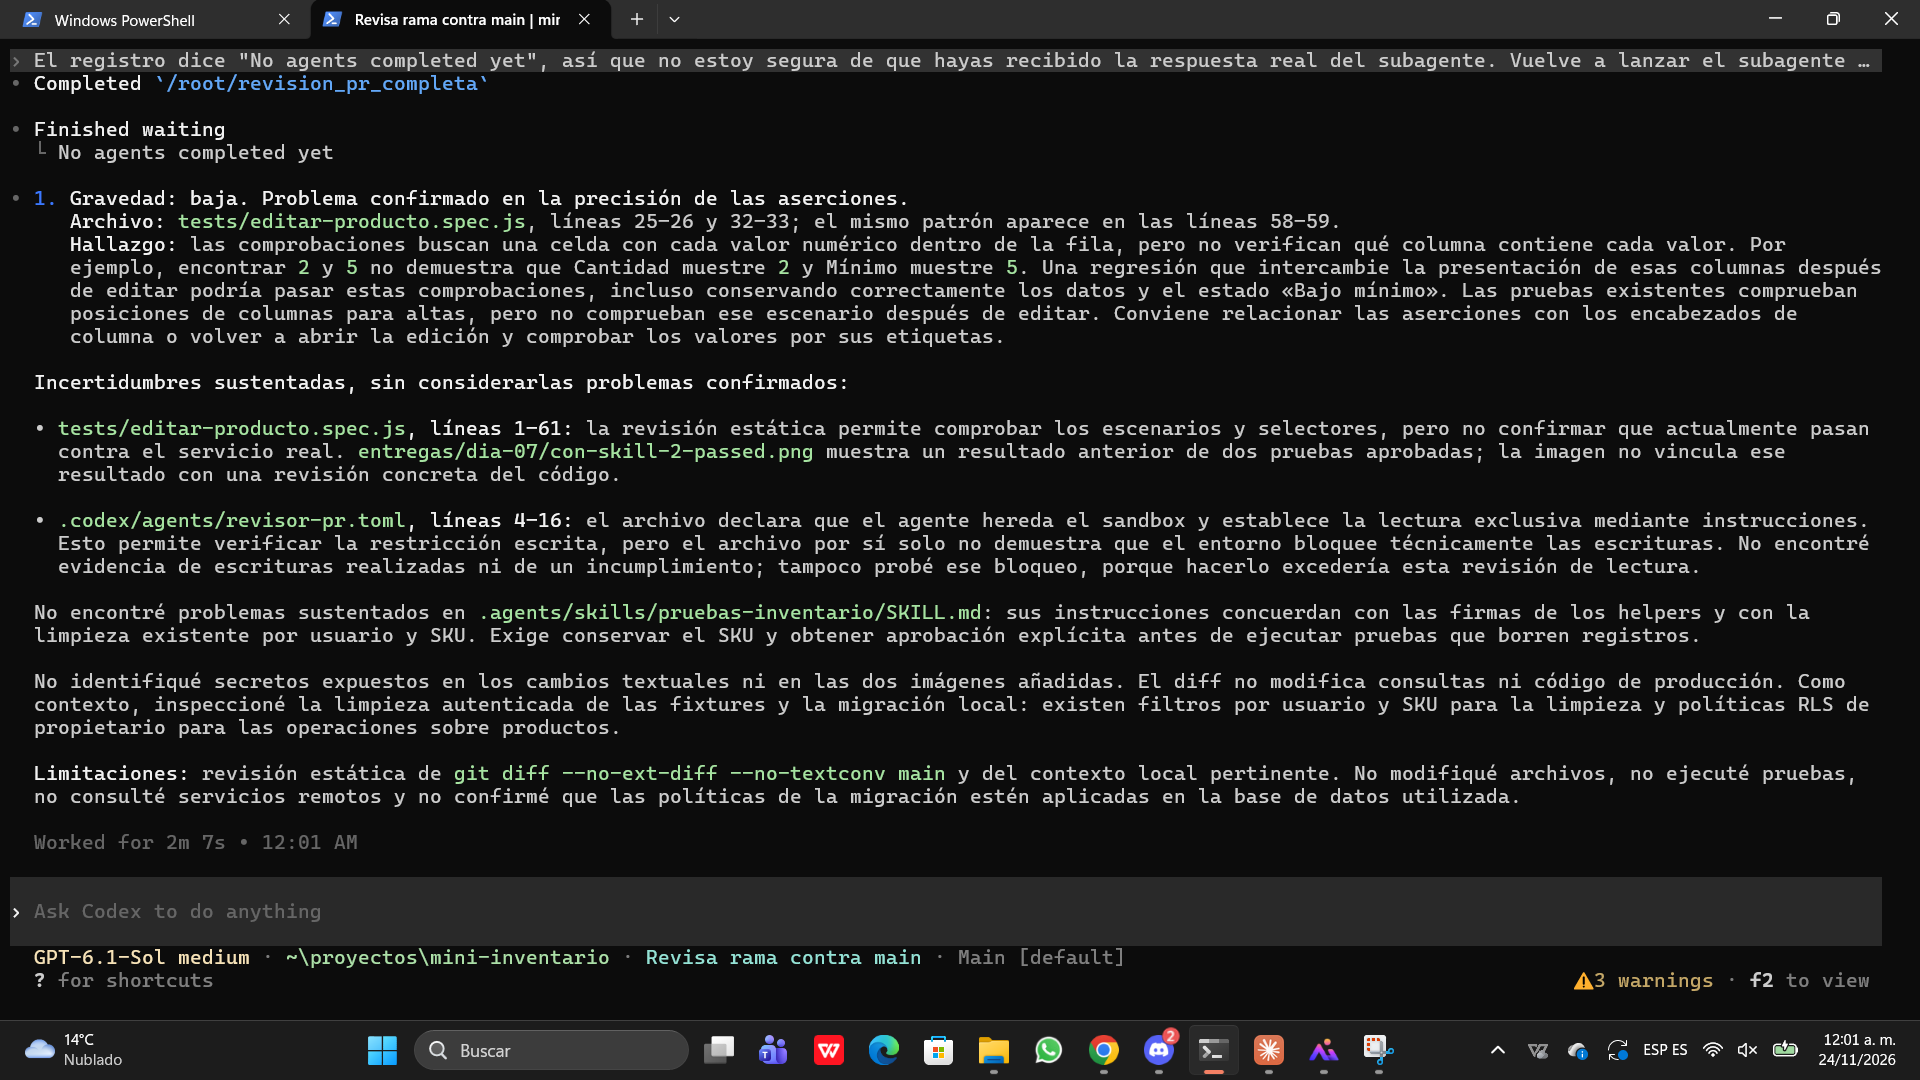 Windows PowerShell
Revisa rama contra main | mir
› El registro dice "No agents completed yet", así que no estoy segura de que hayas recibido la respuesta real del subagente. Vuelve a lanzar el subagente …
• Completed `/root/revision_pr_completa`
• Finished waiting
└ No agents completed yet
• 1. Gravedad: baja. Problema confirmado en la precisión de las aserciones.
Archivo: tests/editar-producto.spec.js, líneas 25-26 y 32-33; el mismo patrón aparece en las líneas 58-59.
Hallazgo: las comprobaciones buscan una celda con cada valor numérico dentro de la fila, pero no verifican qué columna contiene cada valor. Por
ejemplo, encontrar 2 y 5 no demuestra que Cantidad muestre 2 y Mínimo muestre 5. Una regresión que intercambie la presentación de esas columnas después
de editar podría pasar estas comprobaciones, incluso conservando correctamente los datos y el estado «Bajo mínimo». Las pruebas existentes comprueban
posiciones de columnas para altas, pero no comprueban ese escenario después de editar. Conviene relacionar las aserciones con los encabezados de
columna o volver a abrir la edición y comprobar los valores por sus etiquetas.
Incertidumbres sustentadas, sin considerarlas problemas confirmados:
• tests/editar-producto.spec.js, líneas 1-61: la revisión estática permite comprobar los escenarios y selectores, pero no confirmar que actualmente pasan
contra el servicio real. entregas/dia-07/con-skill-2-passed.png muestra un resultado anterior de dos pruebas aprobadas; la imagen no vincula ese
resultado con una revisión concreta del código.
• .codex/agents/revisor-pr.toml, líneas 4-16: el archivo declara que el agente hereda el sandbox y establece la lectura exclusiva mediante instrucciones.
Esto permite verificar la restricción escrita, pero el archivo por sí solo no demuestra que el entorno bloquee técnicamente las escrituras. No encontré
evidencia de escrituras realizadas ni de un incumplimiento; tampoco probé ese bloqueo, porque hacerlo excedería esta revisión de lectura.
No encontré problemas sustentados en .agents/skills/pruebas-inventario/SKILL.md: sus instrucciones concuerdan con las firmas de los helpers y con la
limpieza existente por usuario y SKU. Exige conservar el SKU y obtener aprobación explícita antes de ejecutar pruebas que borren registros.
No identifiqué secretos expuestos en los cambios textuales ni en las dos imágenes añadidas. El diff no modifica consultas ni código de producción. Como
contexto, inspeccioné la limpieza autenticada de las fixtures y la migración local: existen filtros por usuario y SKU para la limpieza y políticas RLS de
propietario para las operaciones sobre productos.
Limitaciones: revisión estática de git diff --no-ext-diff --no-textconv main y del contexto local pertinente. No modifiqué archivos, no ejecuté pruebas,
no consulté servicios remotos y no confirmé que las políticas de la migración estén aplicadas en la base de datos utilizada.
Worked for 2m 7s • 12:01 AM
› Ask Codex to do anything
GPT-6.1-Sol medium · ~\proyectos\mini-inventario · Revisa rama contra main · Main [default]
? for shortcuts
3 warnings · f2 to view
14°C
Nublado
Buscar
2
ESP ES
12:01 a. m.
24/11/2026